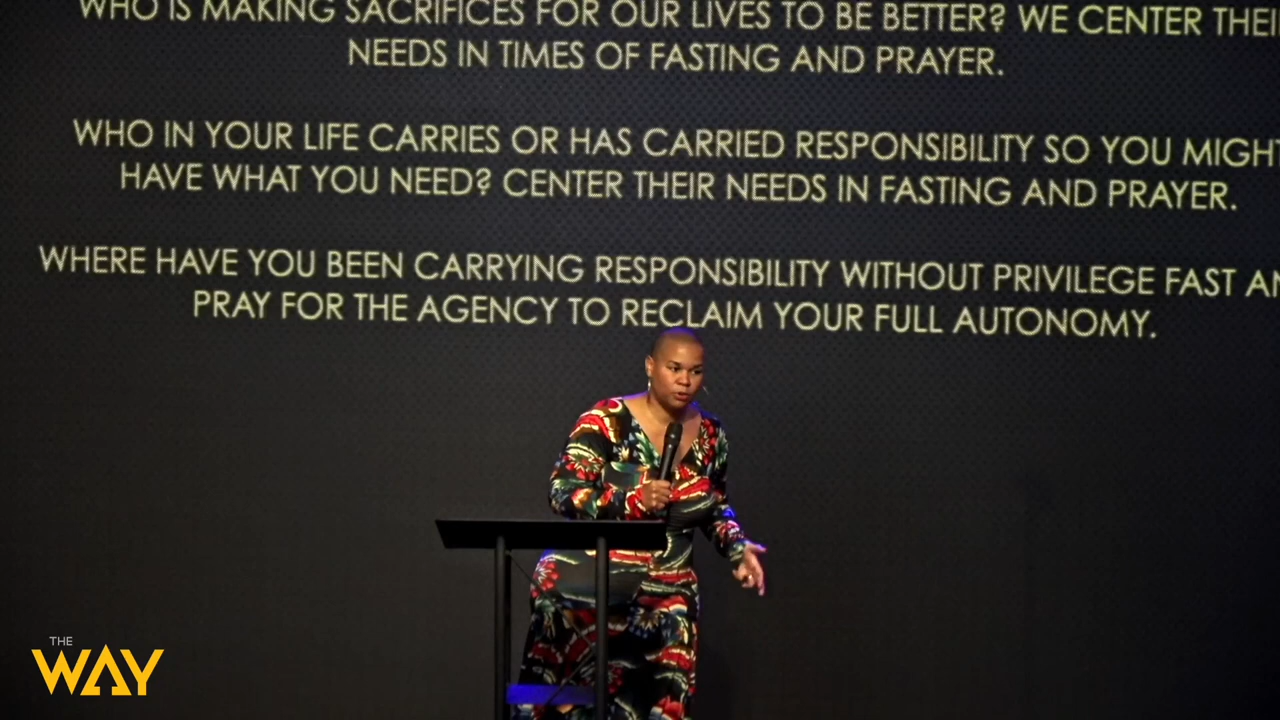 WHO IS MAKING SACRIFICES FOR OUR LIVES TO BE BETTER? WE CENTER THEI
NEEDS IN TIMES OF FASTING AND PRAYER.
WHO IN YOUR LIFE CARRIES OR HAS CARRIED RESPONSIBILITY SO YOU MIGHT
HAVE WHAT YOU NEED? CENTER THEIR NEEDS IN FASTING AND PRAYER.
WHERE HAVE YOU BEEN CARRYING RESPONSIBILITY WITHOUT PRIVILEGE FAST AN
PRAY FOR THE AGENCY TO RECLAIM YOUR FULL AUTONOMY.
THE
WAY